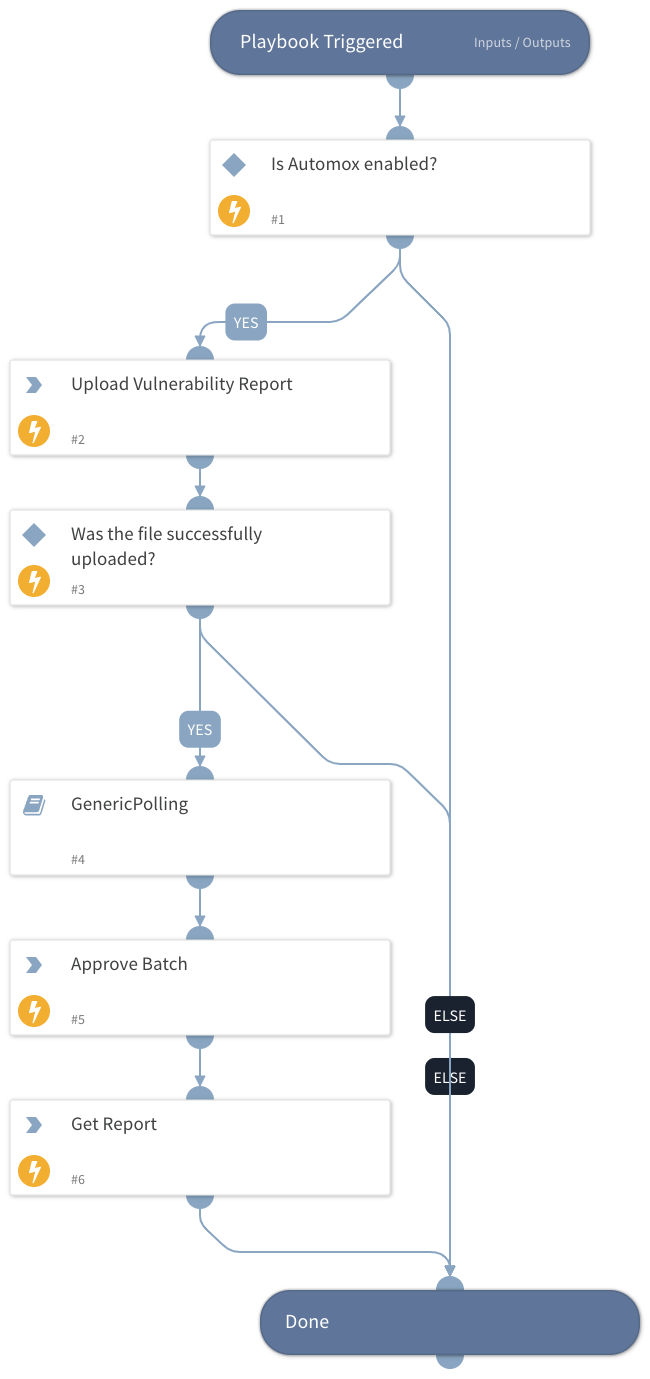 Playbook Triggered
Inputs / Outputs
Is Automox enabled?
#1
YES
Upload Vulnerability Report
#2
Was the file successfully
uploaded?
#3
YES
GenericPolling
#4
Approve Batch
#5
ELSE
ELSE
Get Report
#6
Done